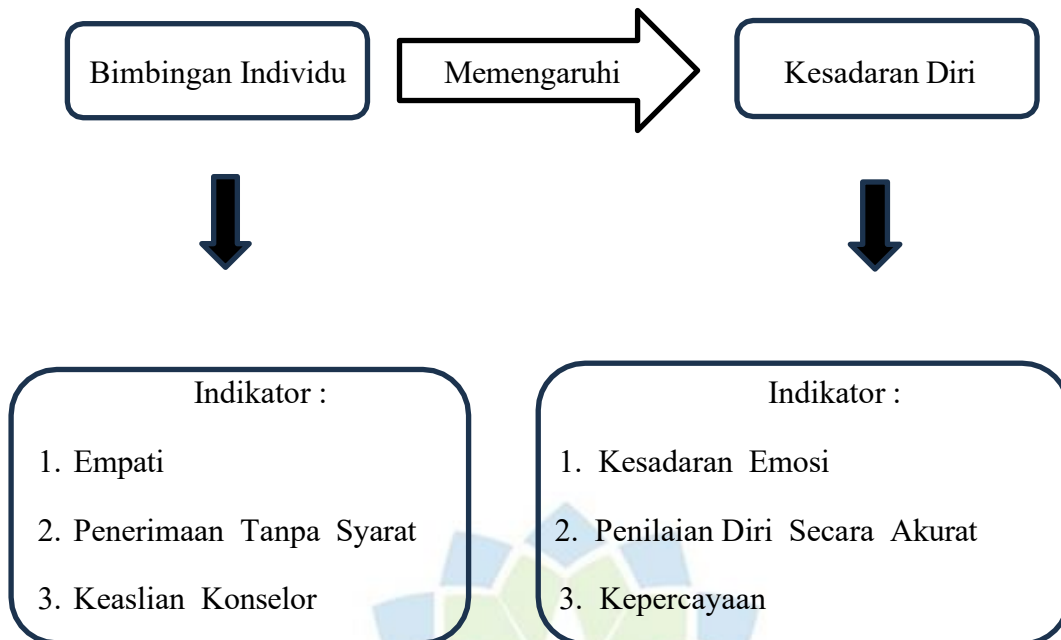 Bimbingan Individu
Memengaruhi
Kesadaran Diri
Indikator :
1. Empati
2. Penerimaan Tanpa Syarat
3. Keaslian Konselor
Indikator :
1. Kesadaran Emosi
2. Penilaian Diri Secara Akurat
3. Kepercayaan